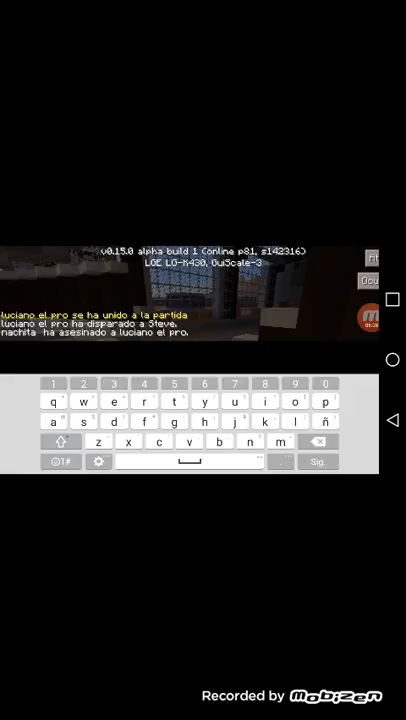 v0.15.0 alpha build 1 (Online p81, s142316)
LGE LG-K430, GuiScale-3
luciano el pro se ha unido a la partida
luciano el pro ha disparado a Steve.
nachita ha asesinado a luciano el pro.
1 2 3 4 5 6 7 8 9 0
q w e r t y u i o p
a s d f g h j k l ñ
z x c v b n m
1#
Sig.
Recorded by MOBIZEN